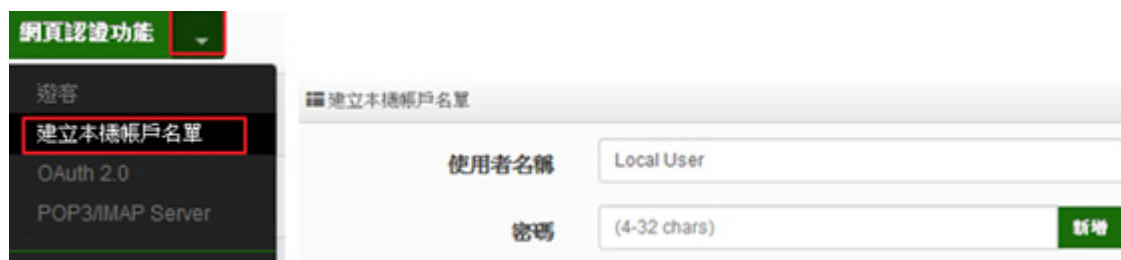 網頁認證功能
遊客
建立本機帳戶名單
OAuth 2.0
POP3/IMAP Server
建立本機帳戶名單
使用者名稱
Local User
密碼
(4-32 chars)
新增